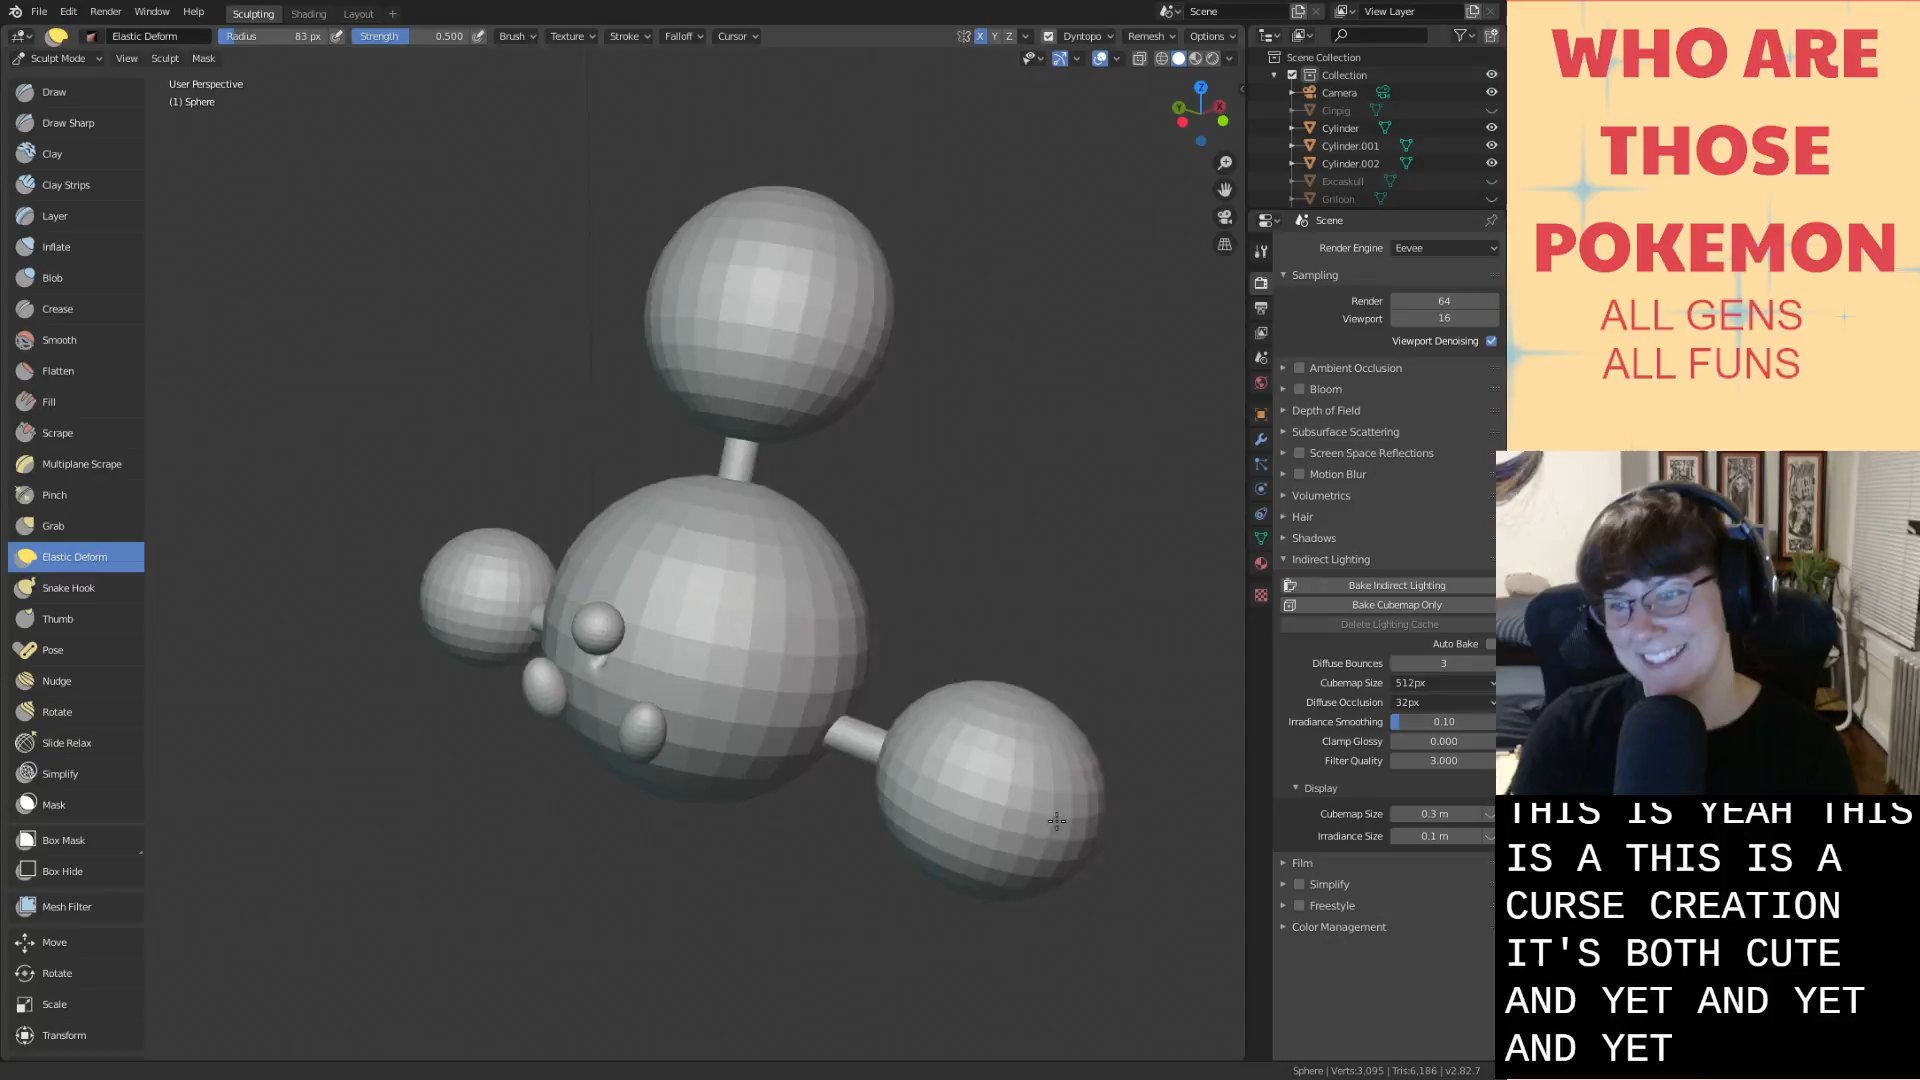 File Edit Render Window Help Sculpting Shading Layout + Scene View Layer
Elastic Deform Radius 83 px Strength 0.500 Brush Texture Stroke Falloff Cursor X Y Z Dyntopo Remesh Options
Sculpt Mode View Sculpt Mask
User Perspective
(1) Sphere
Draw
Draw Sharp
Clay
Clay Strips
Layer
Inflate
Blob
Crease
Smooth
Flatten
Fill
Scrape
Multiplane Scrape
Pinch
Grab
Elastic Deform
Snake Hook
Thumb
Pose
Nudge
Rotate
Slide Relax
Simplify
Mask
Box Mask
Box Hide
Mesh Filter
Move
Rotate
Scale
Transform
Z
Y
X
Scene Collection
Collection
Camera
Cinpig
Cylinder
Cylinder.001
Cylinder.002
Excaskull
Griloon
Scene
Render Engine Eevee
Sampling
Render 64
Viewport 16
Viewport Denoising
Ambient Occlusion
Bloom
Depth of Field
Subsurface Scattering
Screen Space Reflections
Motion Blur
Volumetrics
Hair
Shadows
Indirect Lighting
Bake Indirect Lighting
Bake Cubemap Only
Delete Lighting Cache
Auto Bake
Diffuse Bounces 3
Cubemap Size 512px
Diffuse Occlusion 32px
Irradiance Smoothing 0.10
Clamp Glossy 0.000
Filter Quality 3.000
Display
Cubemap Size 0.3 m
Irradiance Size 0.1 m
Film
Simplify
Freestyle
Color Management
Sphere | Verts:3,095 | Tris:6,186 | v2.82.7
WHO ARE
THOSE
POKEMON
ALL GENS
ALL FUNS
THIS IS YEAH THIS
IS A THIS IS A
CURSE CREATION
IT'S BOTH CUTE
AND YET AND YET
AND YET